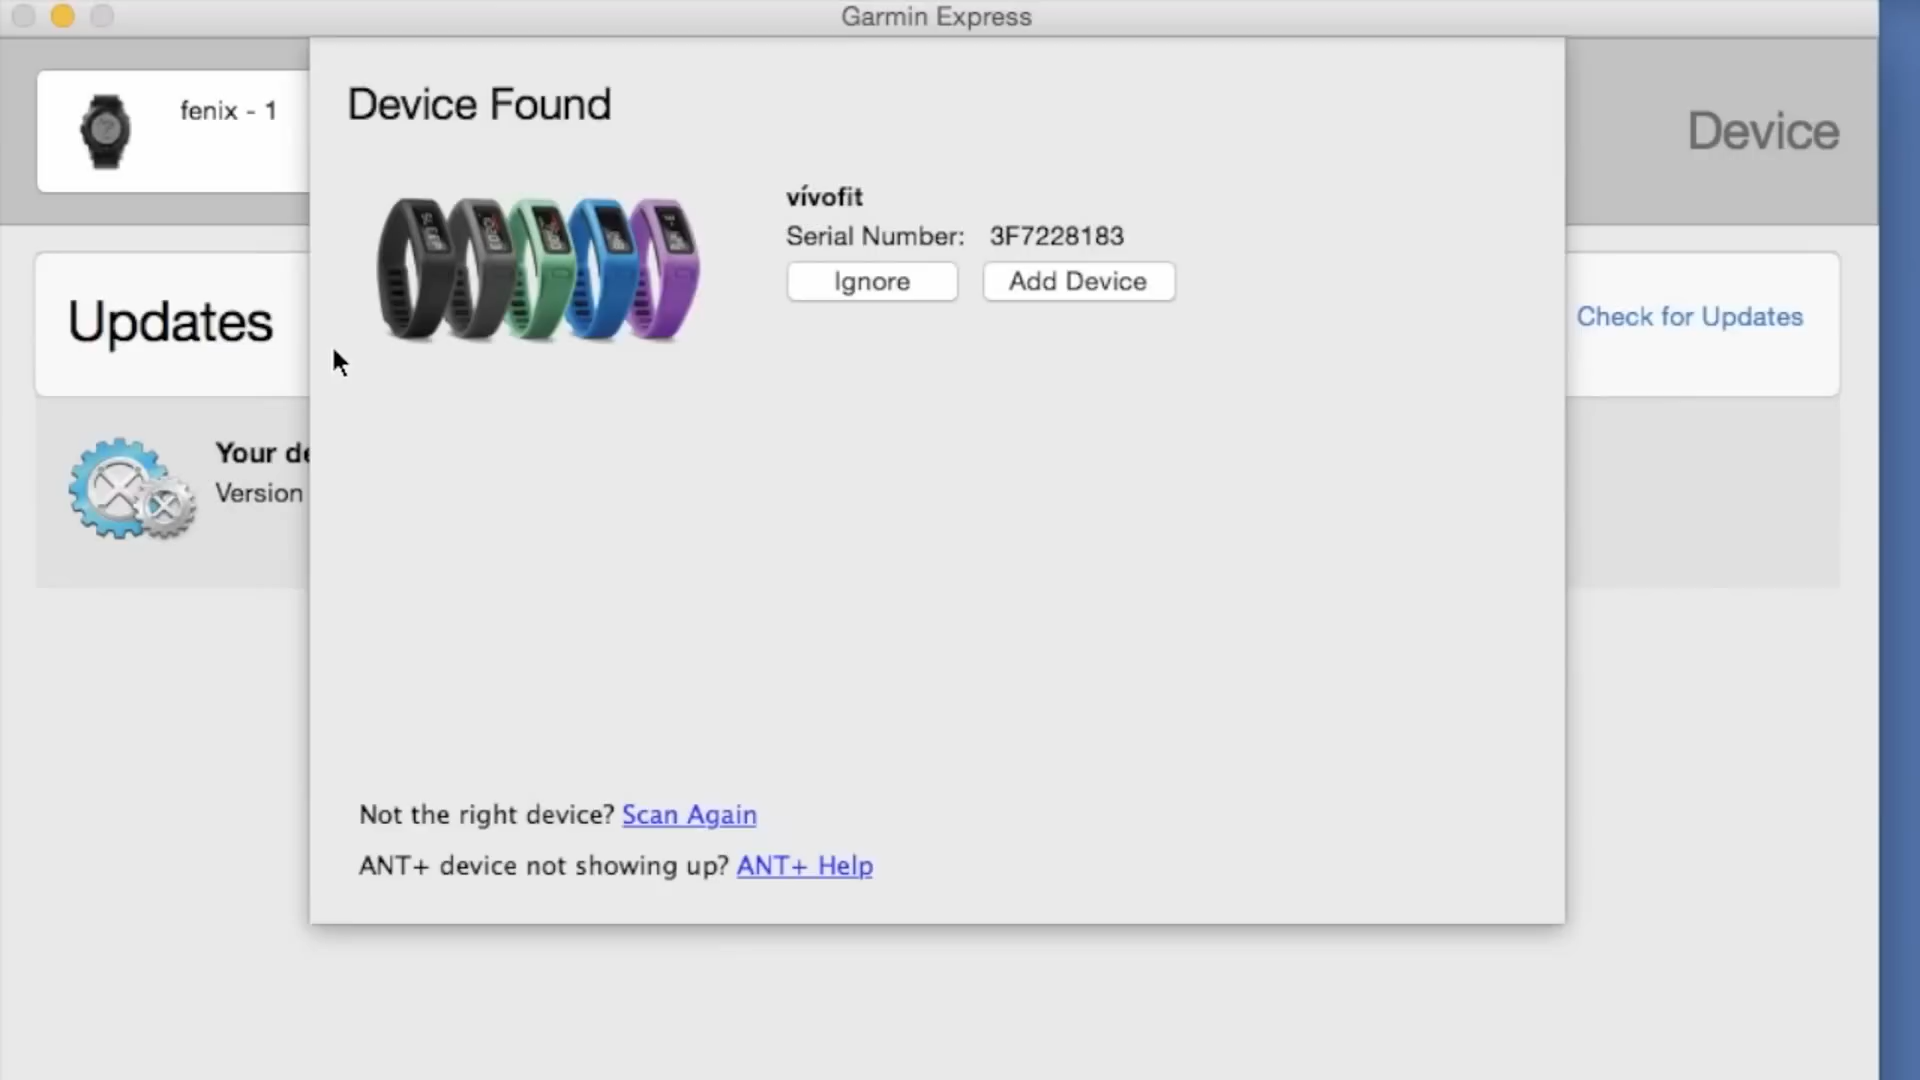 Garmin Express
fenix - 1
Device Found
Device
vívofit
Serial Number: 3F7228183
Ignore
Add Device
Updates
Check for Updates
Your de
Version
Not the right device? Scan Again
ANT+ device not showing up? ANT+ Help